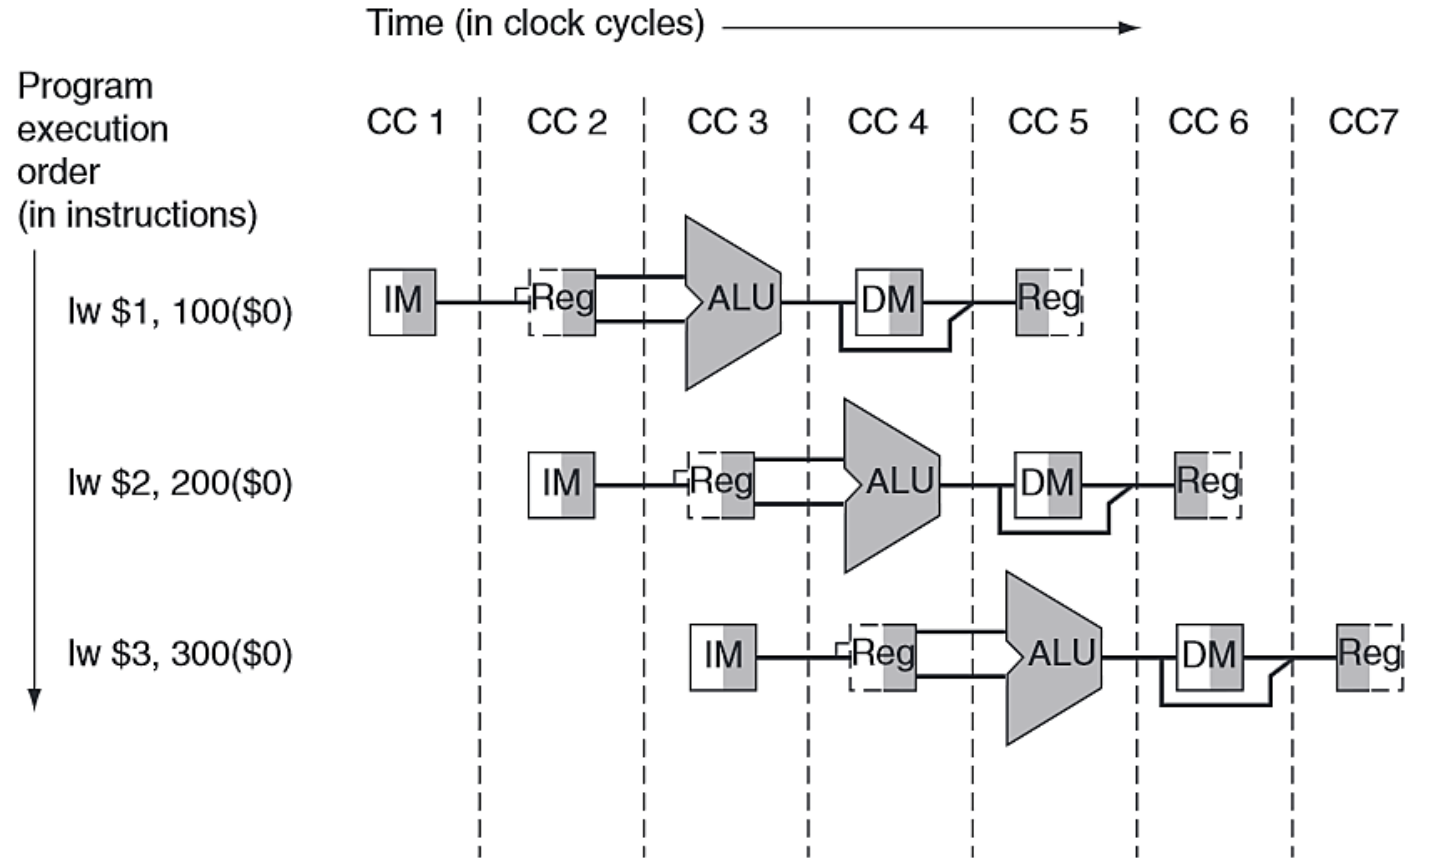 Time (in clock cycles)
Program
execution
order
(in instructions)
CC 1 CC 2 CC 3 CC 4 CC 5 CC 6 CC7
lw $1, 100($0) IM Reg ALU DM Reg
lw $2, 200($0) IM Reg ALU DM Reg
lw $3, 300($0) IM Reg ALU DM Reg